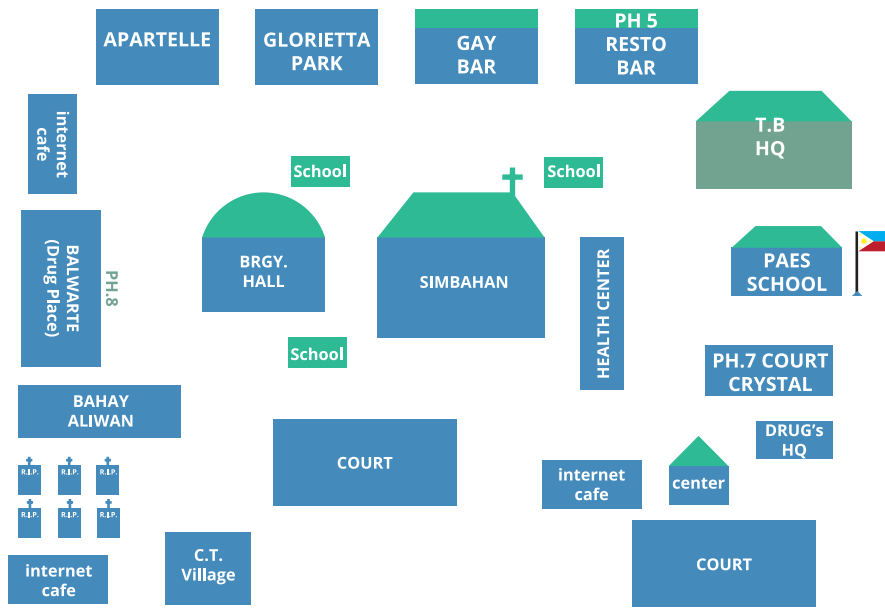 APARTELLE
GLORIETTA
PARK
GAY
BAR
PH 5
RESTO
BAR
internet
cafe
T.B
HQ
School
School
BALWARTE
(Drug Place)
PH.8
BRGY.
HALL
SIMBAHAN
HEALTH CENTER
PAES
SCHOOL
School
PH.7 COURT
CRYSTAL
BAHAY
ALIWAN
COURT
DRUG's
HQ
internet
cafe
center
R.I.P.
R.I.P.
R.I.P.
R.I.P.
R.I.P.
R.I.P.
internet
cafe
C.T.
Village
COURT